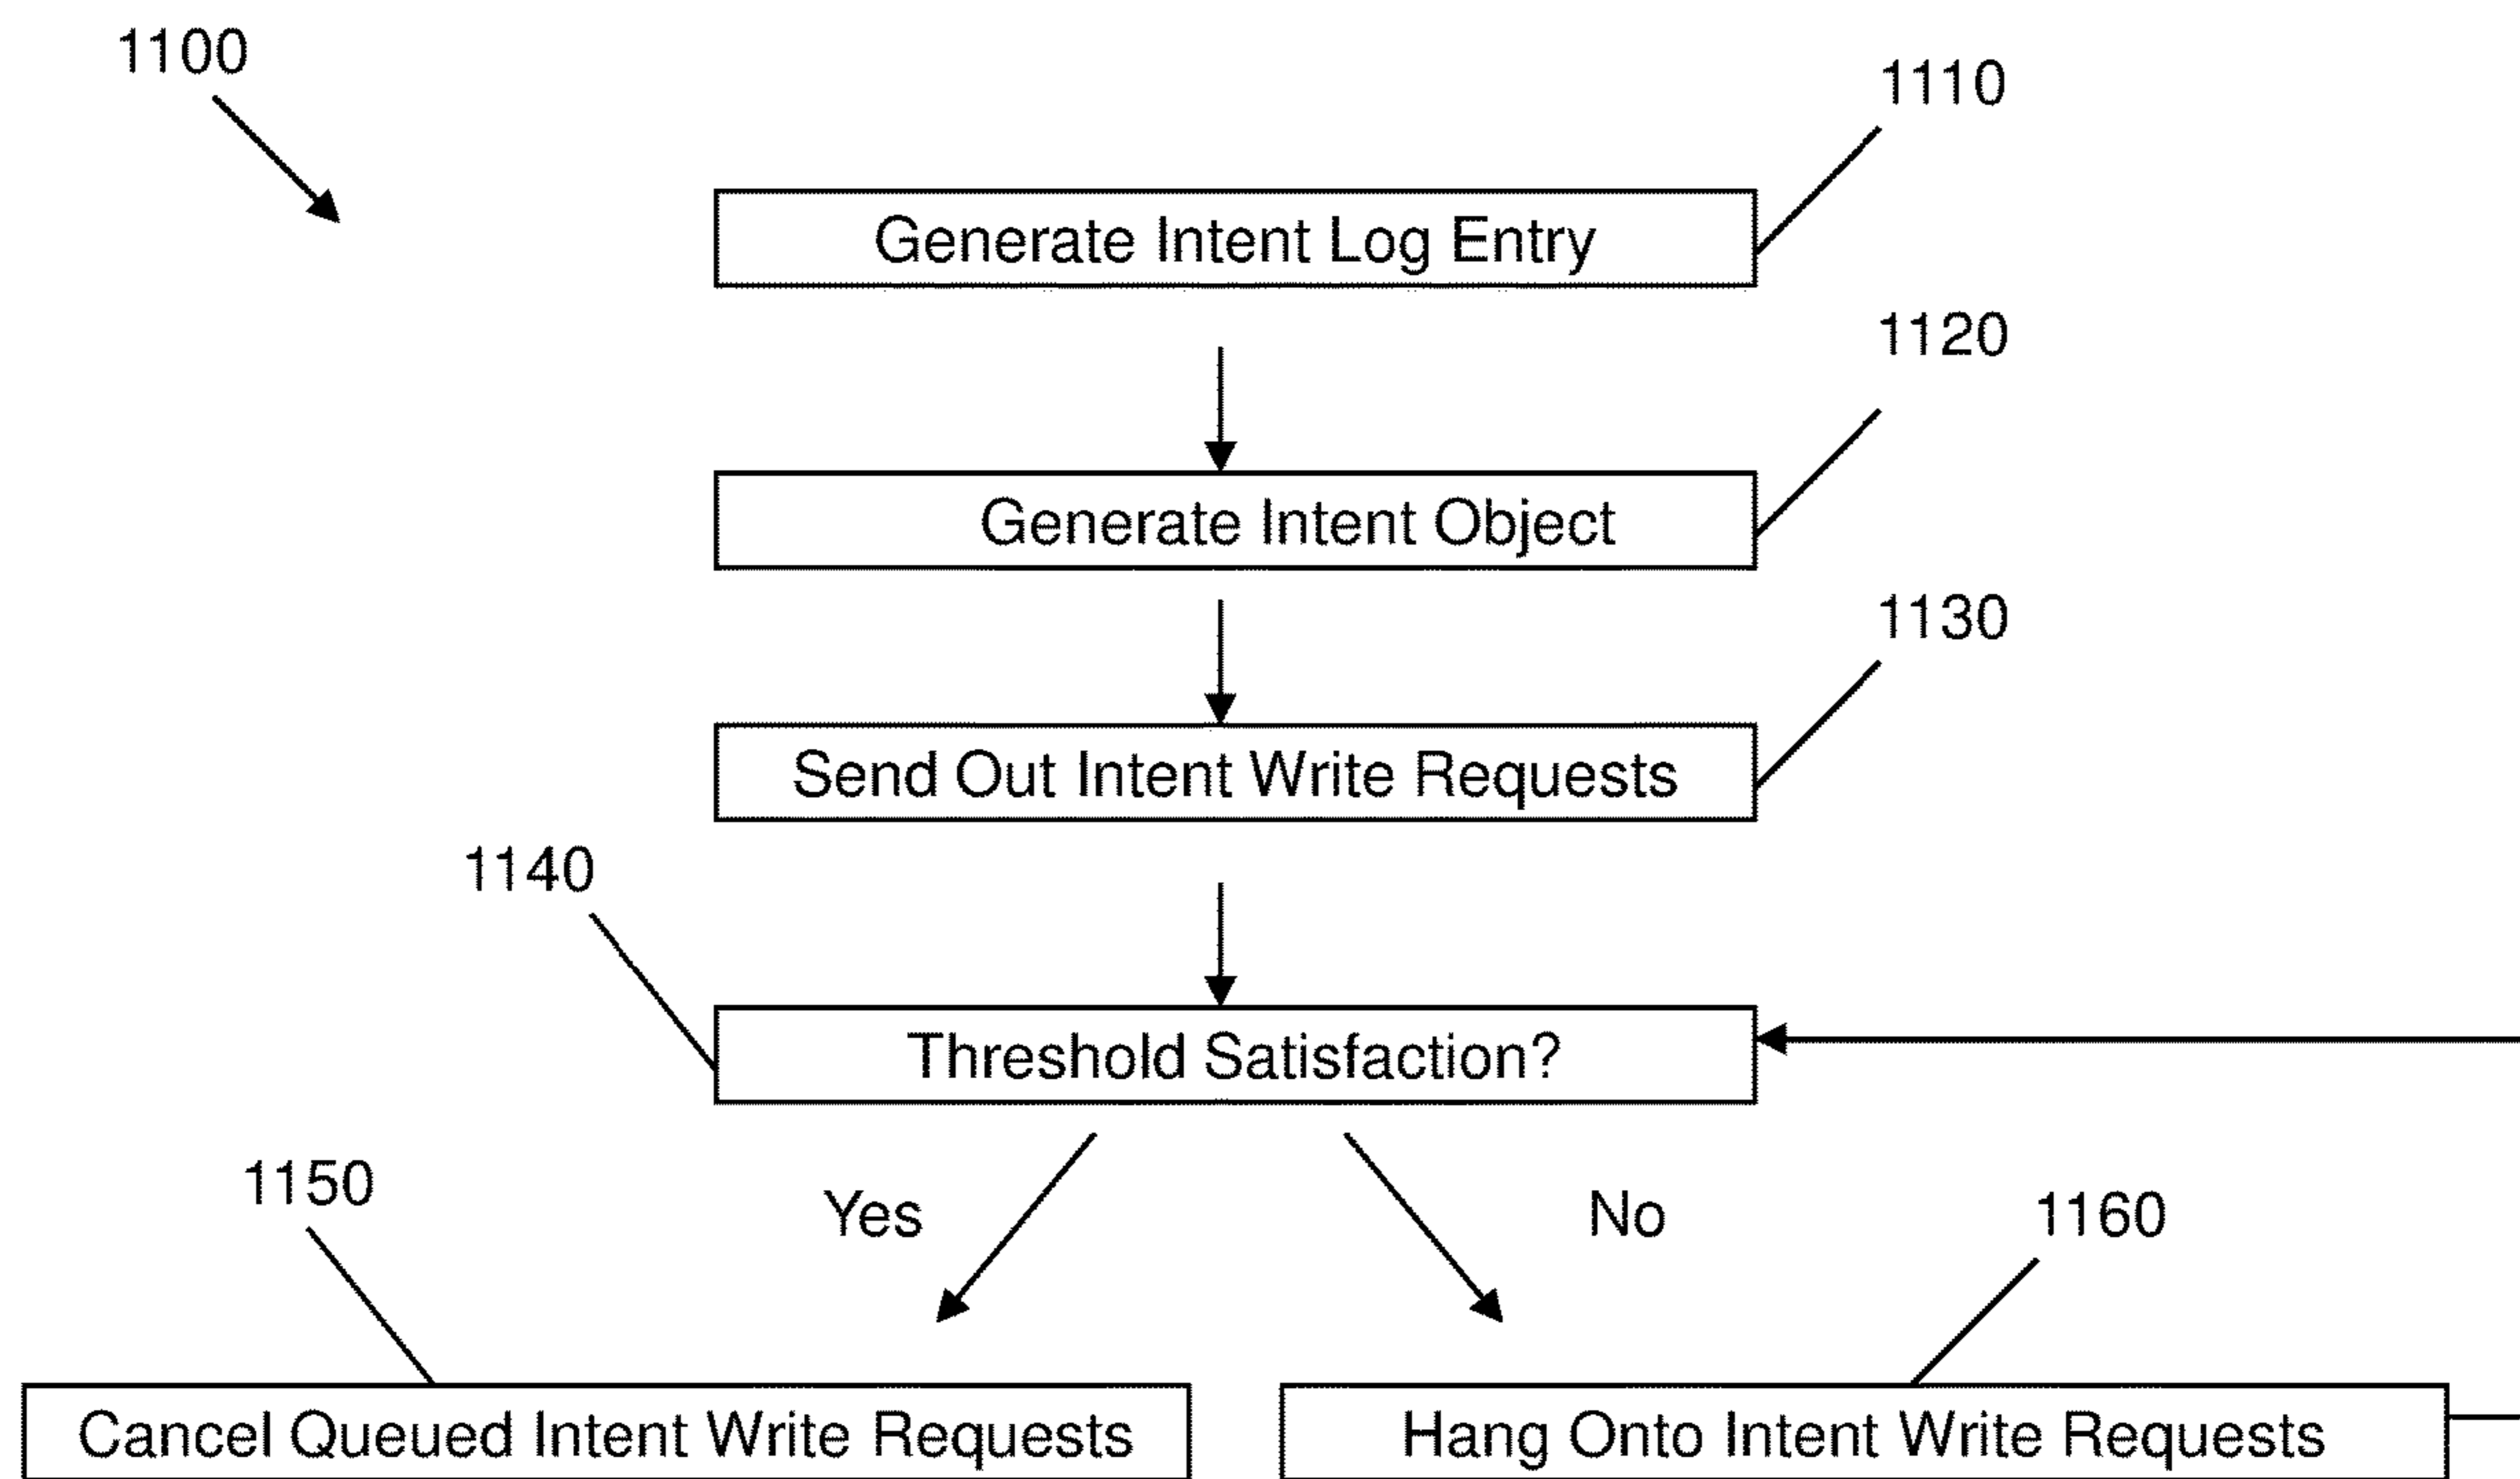 1100
1110
Generate Intent Log Entry
1120
Generate Intent Object
1130
Send Out Intent Write Requests
1140
Threshold Satisfaction?
1150
Yes
No
1160
Cancel Queued Intent Write Requests
Hang Onto Intent Write Requests